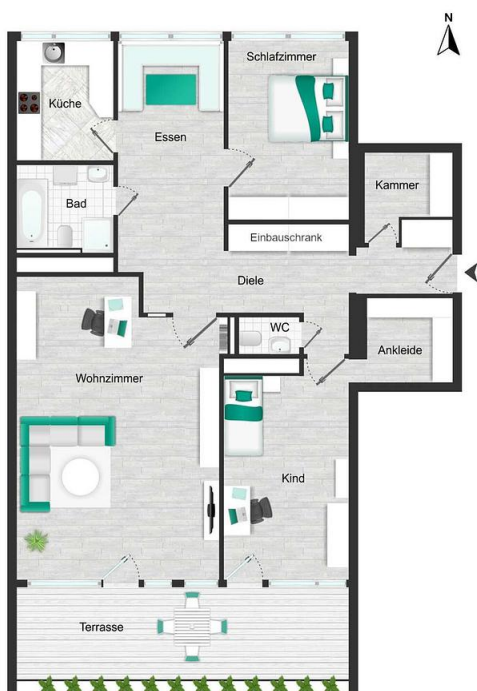 N
Schlafzimmer
Küche
Essen
Kammer
Bad
Einbauschrank
Diele
WC
Ankleide
Wohnzimmer
Kind
Terrasse